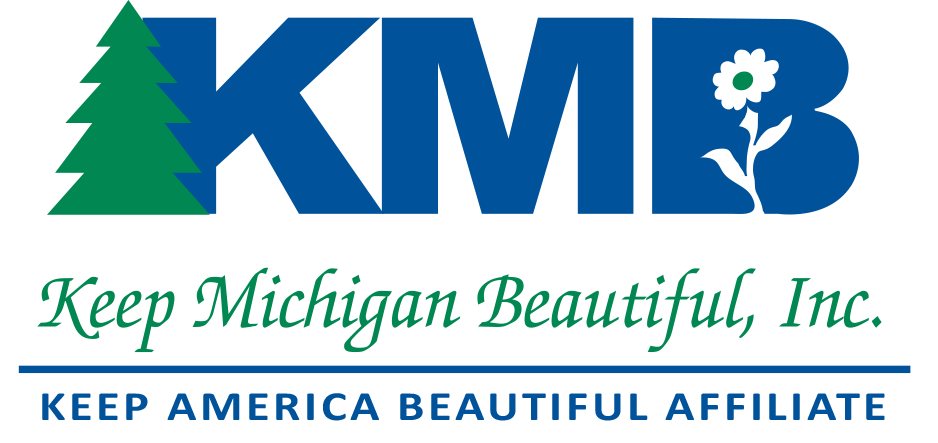 KMB
Keep Michigan Beautiful, Inc.
KEEP AMERICA BEAUTIFUL AFFILIATE